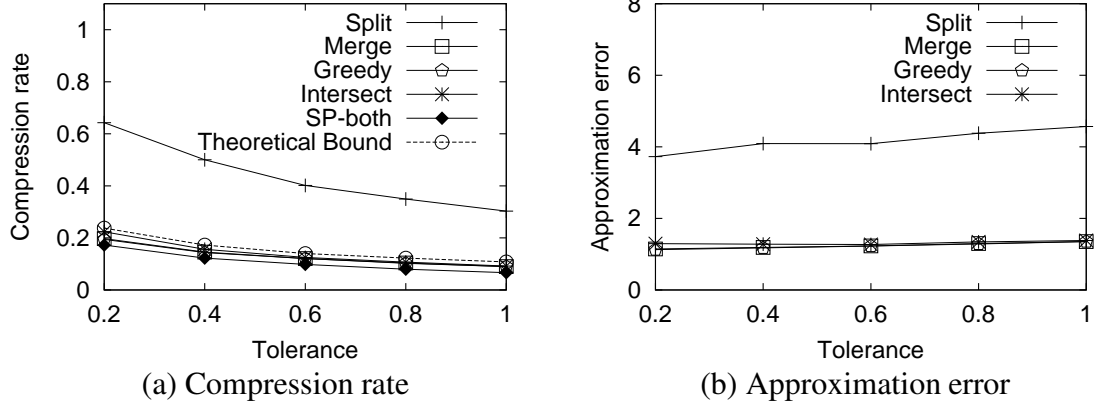 Compression rate
1
0.8
0.6
0.4
0.2
0
0.2 0.4 0.6 0.8 1
Tolerance
Split
Merge
Greedy
Intersect
SP-both
Theoretical Bound
(a) Compression rate
Approximation error
8
6
4
2
0
0.2 0.4 0.6 0.8 1
Tolerance
Split
Merge
Greedy
Intersect
(b) Approximation error